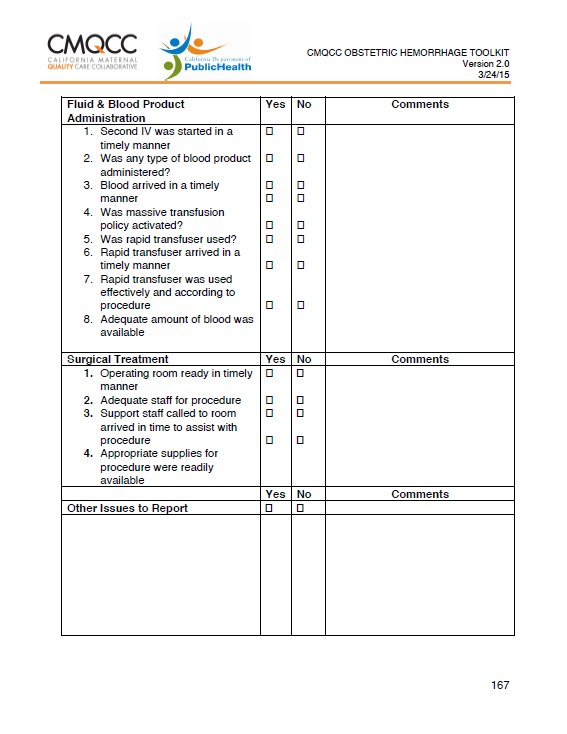 CMQCC
CALIFORNIA MATERNAL
QUALITY CARE COLLABORATIVE
California Department of
PublicHealth
CMQCC OBSTETRIC HEMORRHAGE TOOLKIT
Version 2.0
3/24/15
Fluid & Blood Product Yes No Comments
Administration
1. Second IV was started in a ☐ ☐
timely manner
2. Was any type of blood product ☐ ☐
administered?
3. Blood arrived in a timely ☐ ☐
manner ☐ ☐
4. Was massive transfusion
policy activated? ☐ ☐
5. Was rapid transfuser used? ☐ ☐
6. Rapid transfuser arrived in a
timely manner ☐ ☐
7. Rapid transfuser was used
effectively and according to
procedure ☐ ☐
8. Adequate amount of blood was
available
Surgical Treatment Yes No Comments
1. Operating room ready in timely ☐ ☐
manner
2. Adequate staff for procedure ☐ ☐
3. Support staff called to room ☐ ☐
arrived in time to assist with
procedure ☐ ☐
4. Appropriate supplies for
procedure were readily
available
Yes No Comments
Other Issues to Report ☐ ☐
167